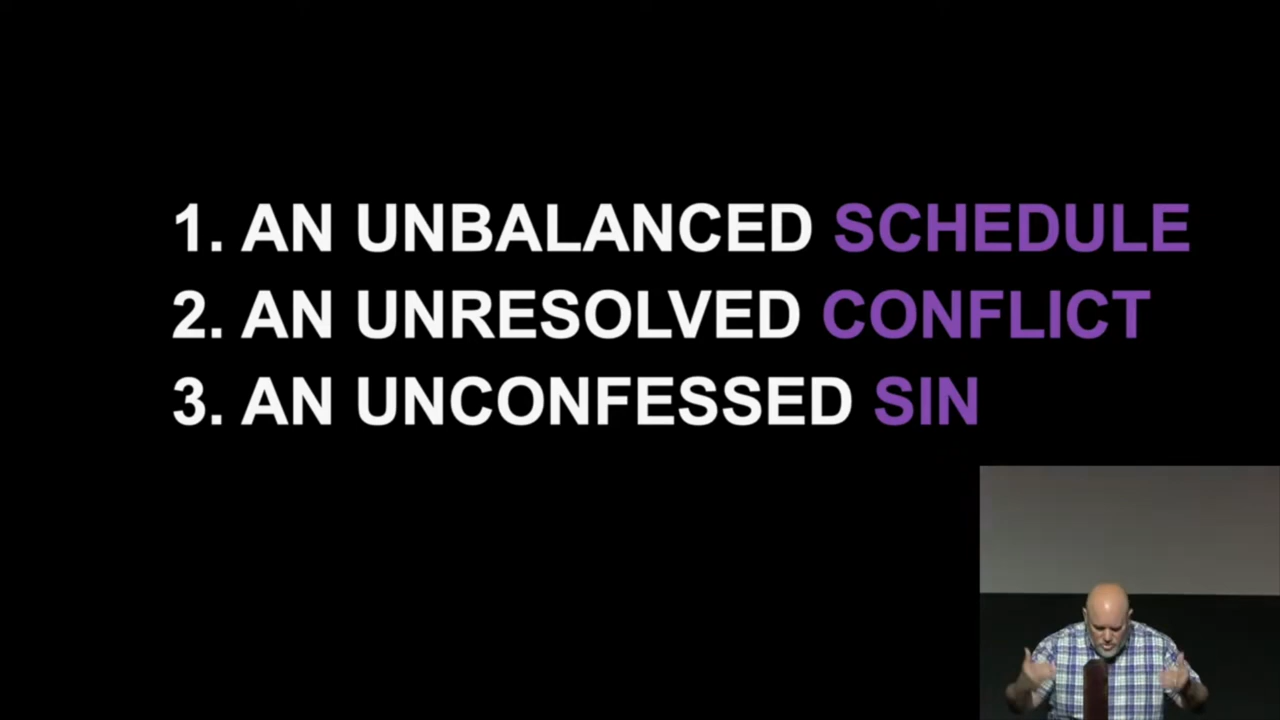 1. AN UNBALANCED SCHEDULE
2. AN UNRESOLVED CONFLICT
3. AN UNCONFESSED SIN